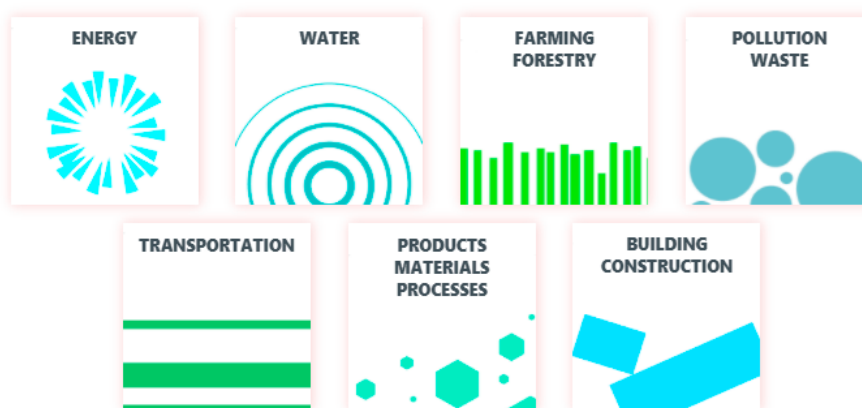 ENERGY
WATER
FARMING
FORESTRY
POLLUTION
WASTE
TRANSPORTATION
PRODUCTS
MATERIALS
PROCESSES
BUILDING
CONSTRUCTION